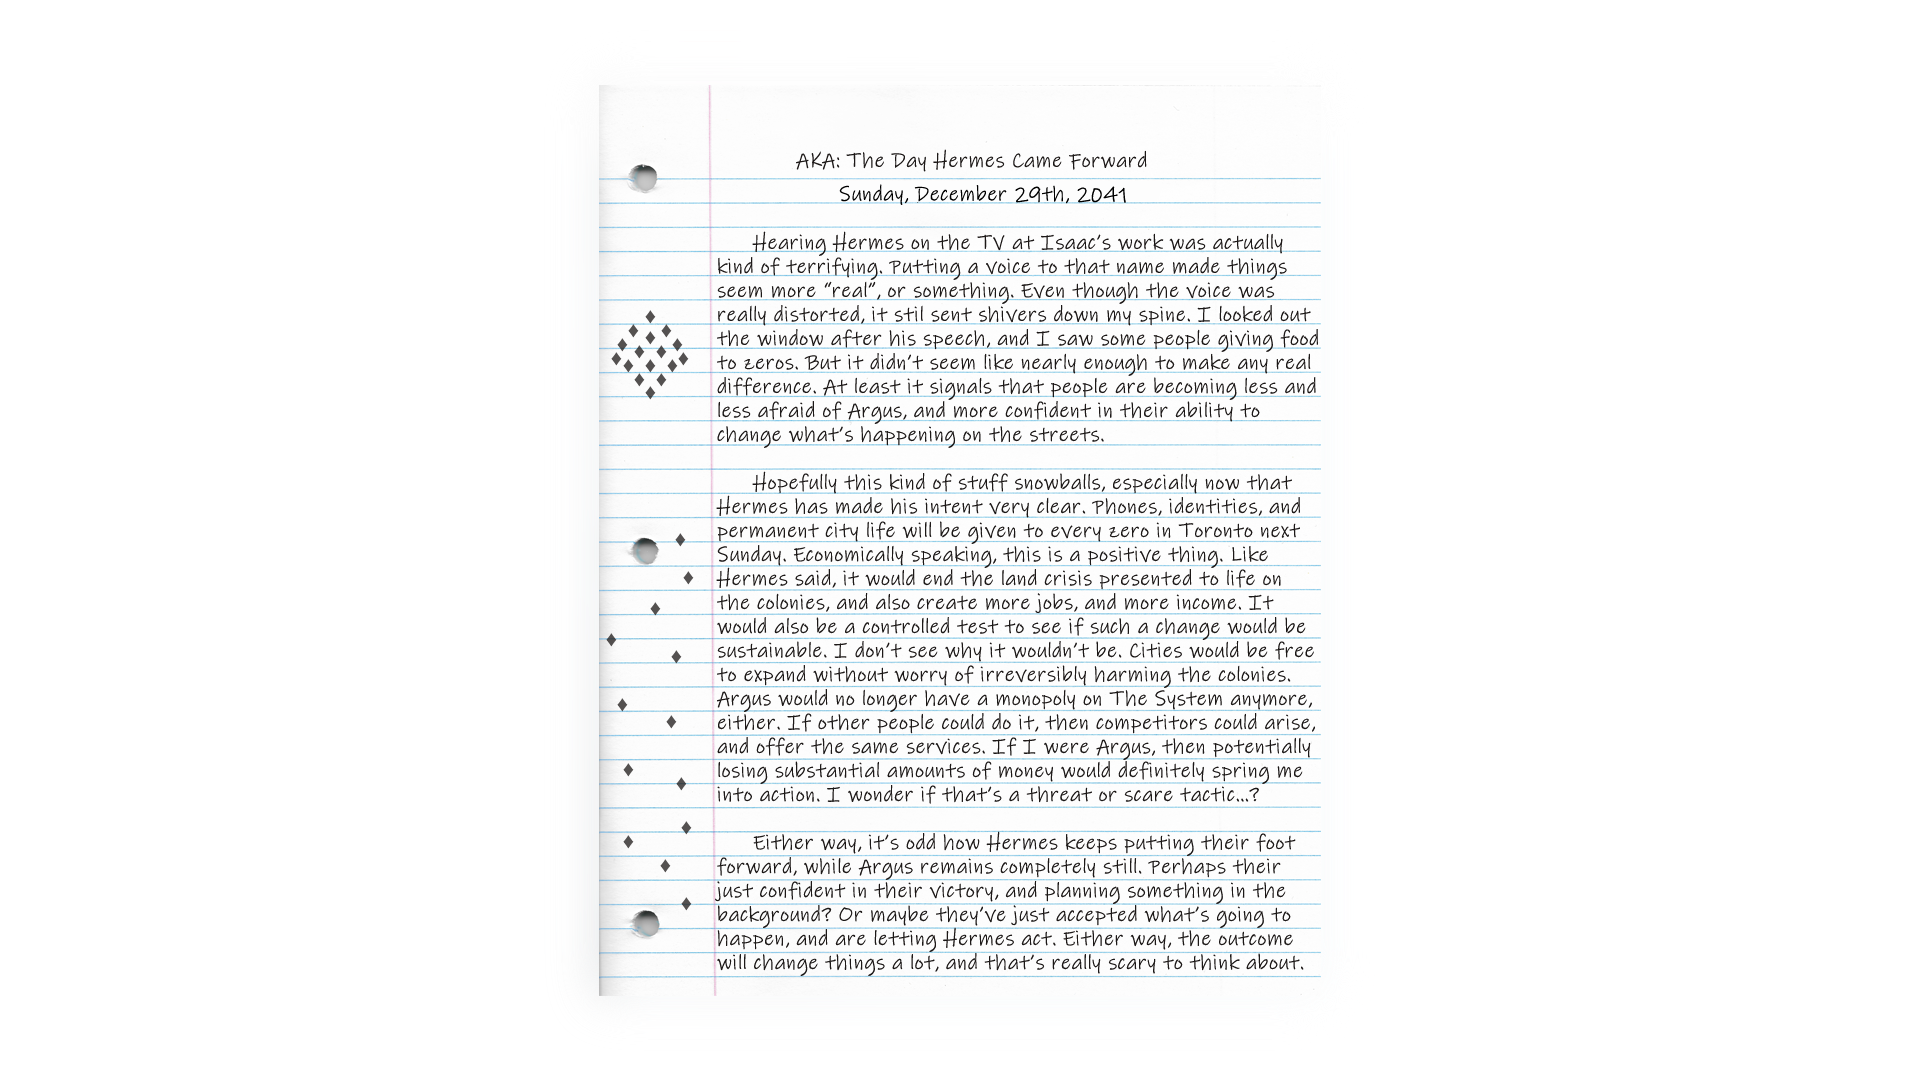 AKA: The Day Hermes Came Forward
Sunday, December 29th, 2041
Hearing Hermes on the TV at Isaac's work was actually
kind of terrifying. Putting a voice to that name made things
seem more "real", or something. Even though the voice was
really distorted, it stil sent shivers down my spine. I looked out
the window after his speech, and I saw some people giving food
to zeros. But it didn't seem like nearly enough to make any real
difference. At least it signals that people are becoming less and
less afraid of Argus, and more confident in their ability to
change what's happening on the streets.
Hopefully this kind of stuff snowballs, especially now that
Hermes has made his intent very clear. Phones, identities, and
permanent city life will be given to every zero in Toronto next
Sunday. Economically speaking, this is a positive thing. Like
Hermes said, it would end the land crisis presented to life on
the colonies, and also create more jobs, and more income. It
would also be a controlled test to see if such a change would be
sustainable. I don't see why it wouldn't be. Cities would be free
to expand without worry of irreversibly harming the colonies.
Argus would no longer have a monopoly on The System anymore,
either. If other people could do it, then competitors could arise,
and offer the same services. If I were Argus, then potentially
losing substantial amounts of money would definitely spring me
into action. I wonder if that's a threat or scare tactic...?
Either way, it's odd how Hermes keeps putting their foot
forward, while Argus remains completely still. Perhaps their
just confident in their victory, and planning something in the
background? Or maybe they've just accepted what's going to
happen, and are letting Hermes act. Either way, the outcome
will change things a lot, and that's really scary to think about.